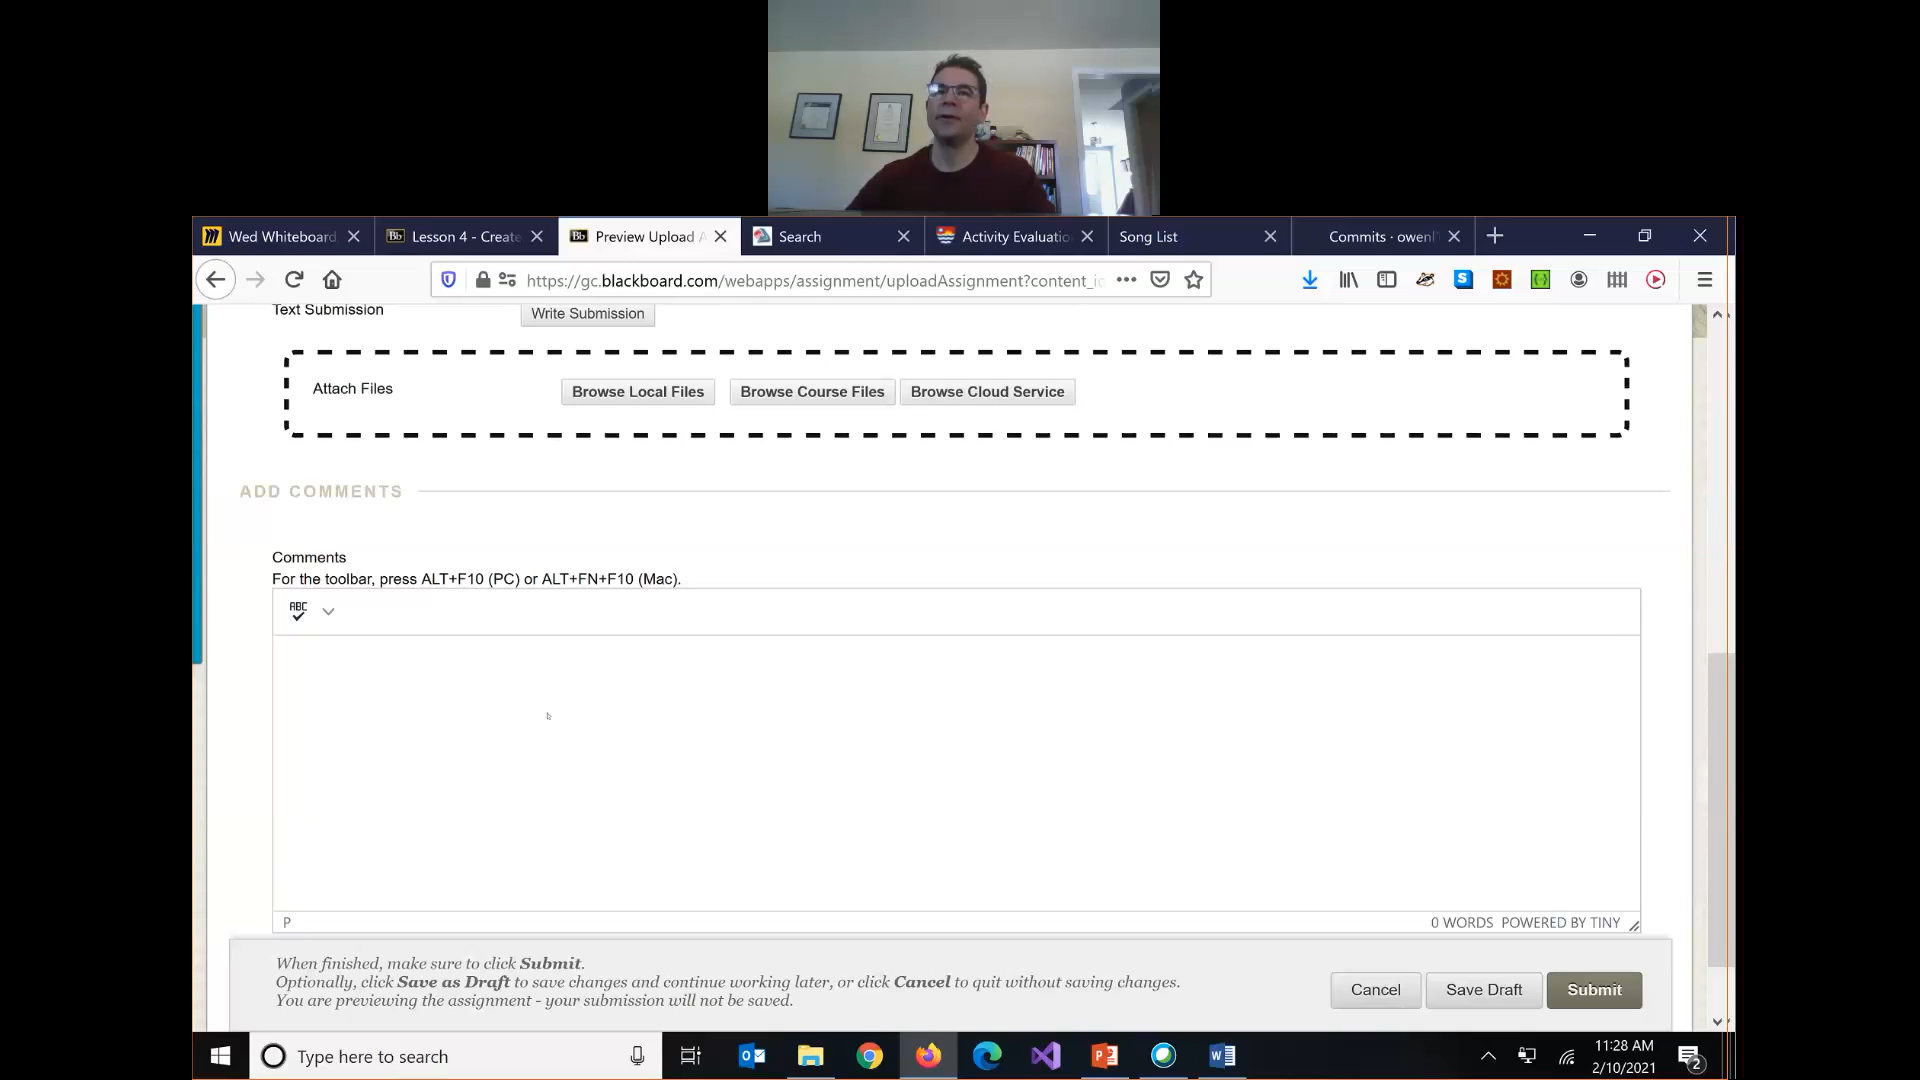 Wed Whiteboard
Lesson 4 - Create
Preview Upload A
Search
Activity Evaluatio
Song List
Commits · owenl
https://gc.blackboard.com/webapps/assignment/uploadAssignment?content_i
Text Submission
Write Submission
Attach Files
Browse Local Files
Browse Course Files
Browse Cloud Service
ADD COMMENTS
Comments
For the toolbar, press ALT+F10 (PC) or ALT+FN+F10 (Mac).
ABC
P
0 WORDS POWERED BY TINY
When finished, make sure to click Submit.
Optionally, click Save as Draft to save changes and continue working later, or click Cancel to quit without saving changes.
You are previewing the assignment - your submission will not be saved.
Cancel
Save Draft
Submit
Type here to search
11:28 AM
2/10/2021
2